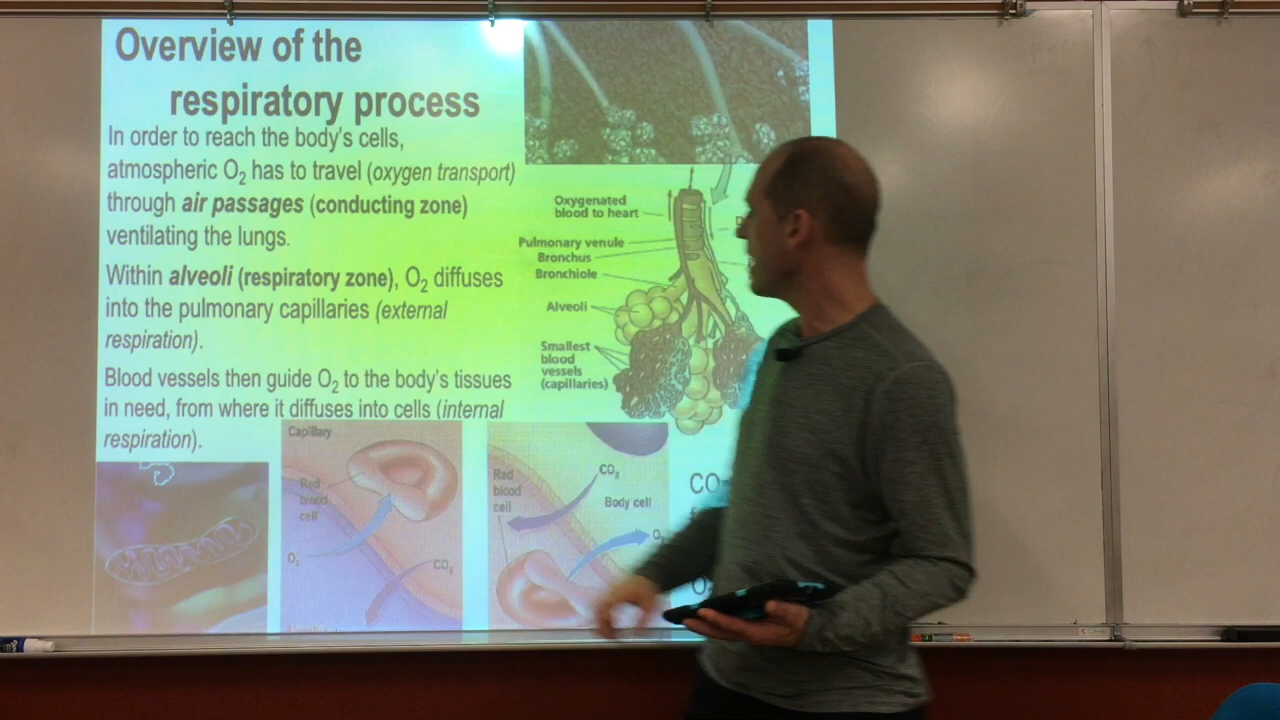 Overview of the
respiratory process
In order to reach the body's cells,
atmospheric O₂ has to travel (oxygen transport)
through air passages (conducting zone)
ventilating the lungs.
Within alveoli (respiratory zone), O₂ diffuses
into the pulmonary capillaries (external
respiration).
Blood vessels then guide O₂ to the body's tissues
in need, from where it diffuses into cells (internal
respiration).
Oxygenated
blood to heart
Pulmonary venule
Bronchus
Bronchiole
Alveoli
Smallest
blood
vessels
(capillaries)
Capillary
Red
blood
cell
O₂
CO₂
Red
blood
cell
CO₂
Body cell